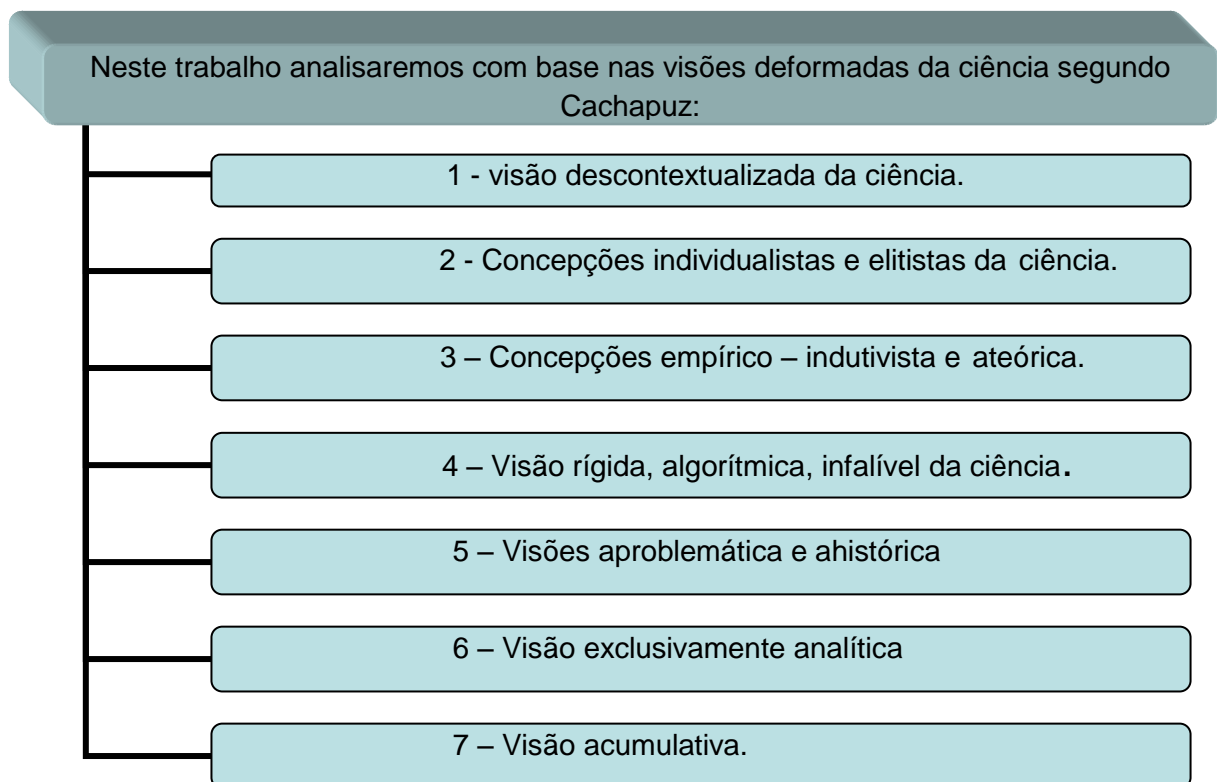 Neste trabalho analisaremos com base nas visões deformadas da ciência segundo
Cachapuz:
1 - visão descontextualizada da ciência.
2 - Concepções individualistas e elitistas da ciência.
3 – Concepções empírico – indutivista e ateórica.
4 – Visão rígida, algorítmica, infalível da ciência.
5 – Visões aproblemática e ahistórica
6 – Visão exclusivamente analítica
7 – Visão acumulativa.